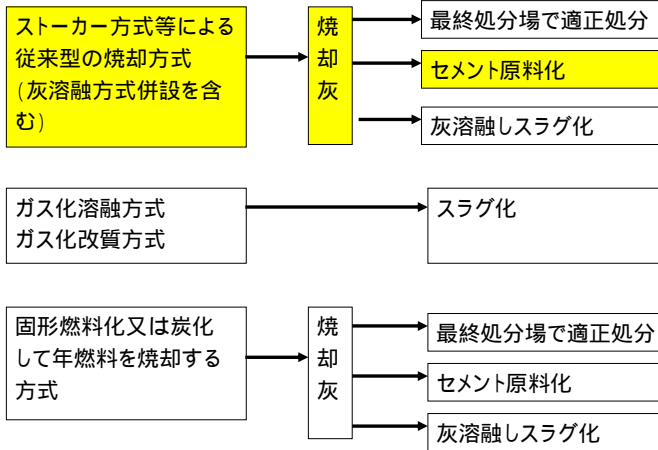 ストーカー方式等による
従来型の焼却方式
(灰溶融方式併設を含
む)
焼
却
灰
最終処分場で適正処分
セメント原料化
灰溶融しスラグ化
ガス化溶融方式
ガス化改質方式
スラグ化
固形燃料化又は炭化
して年燃料を焼却する
方式
焼
却
灰
最終処分場で適正処分
セメント原料化
灰溶融しスラグ化